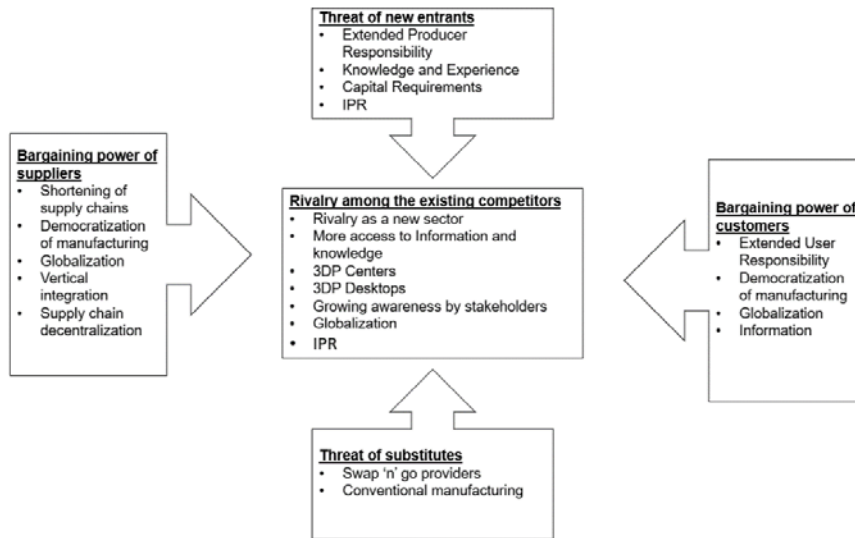 Threat of new entrants
• Extended Producer
Responsibility
• Knowledge and Experience
• Capital Requirements
• IPR
Bargaining power of
suppliers
• Shortening of
supply chains
• Democratization
of manufacturing
• Globalization
• Vertical
integration
• Supply chain
decentralization
Rivalry among the existing competitors
• Rivalry as a new sector
• More access to Information and
knowledge
• 3DP Centers
• 3DP Desktops
• Growing awareness by stakeholders
• Globalization
• IPR
Bargaining power of
customers
• Extended User
Responsibility
• Democratization
of manufacturing
• Globalization
• Information
Threat of substitutes
• Swap ‘n’ go providers
• Conventional manufacturing